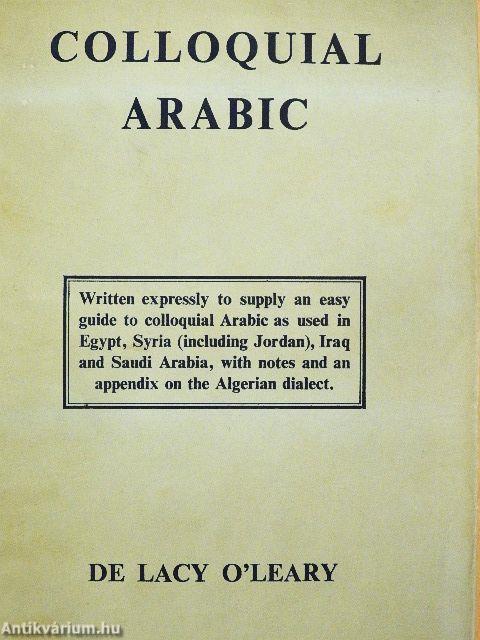 COLLOQUIAL
ARABIC
Written expressly to supply an easy
guide to colloquial Arabic as used in
Egypt, Syria (including Jordan), Iraq
and Saudi Arabia, with notes and an
appendix on the Algerian dialect.
DE LACY O'LEARY
Antikvárium.hu